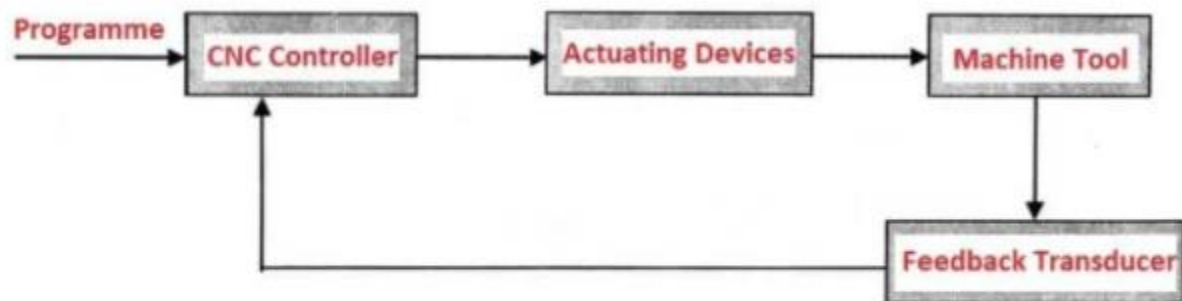 Programme
CNC Controller
Actuating Devices
Machine Tool
Feedback Transducer